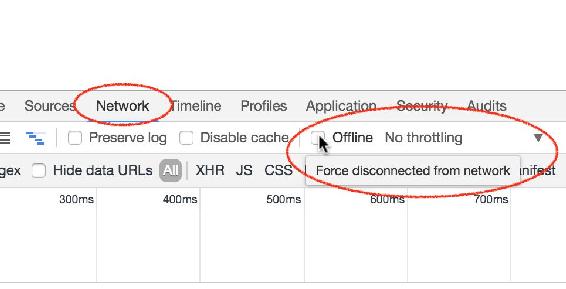 e Sources Network Timeline Profiles Application Security Audits
Preserve log Disable cache Offline No throttling
gex Hide data URLs All XHR JS CSS Force disconnected from network anifest
300ms 400ms 500ms 600ms 700ms